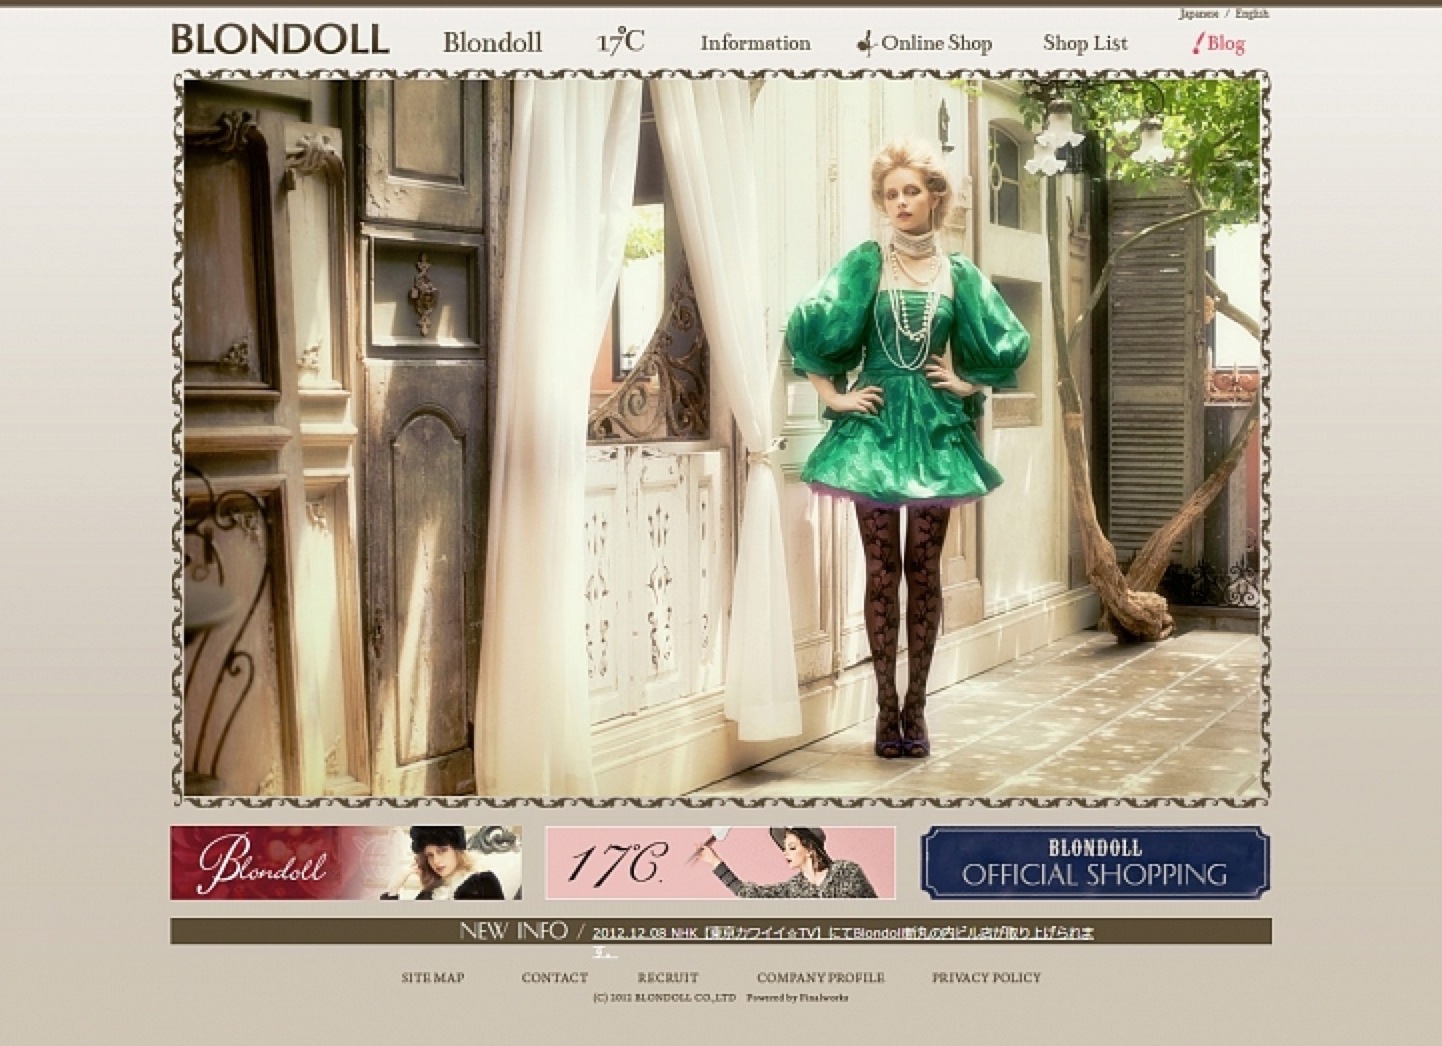 Japanese / English
BLONDOLL
Blondoll
17℃
Information
Online Shop
Shop List
Blog
Blondoll
17℃.
BLONDOLL
OFFICIAL SHOPPING
NEW INFO / 2012.12.08 NHK【東京カワイイ☆TV】にてBlondoll新丸の内ビル店が取り上げられま
す。
SITE MAP
CONTACT
RECRUIT
COMPANY PROFILE
PRIVACY POLICY
(C) 2012 BLONDOLL CO.,LTD Powered by Finalworks